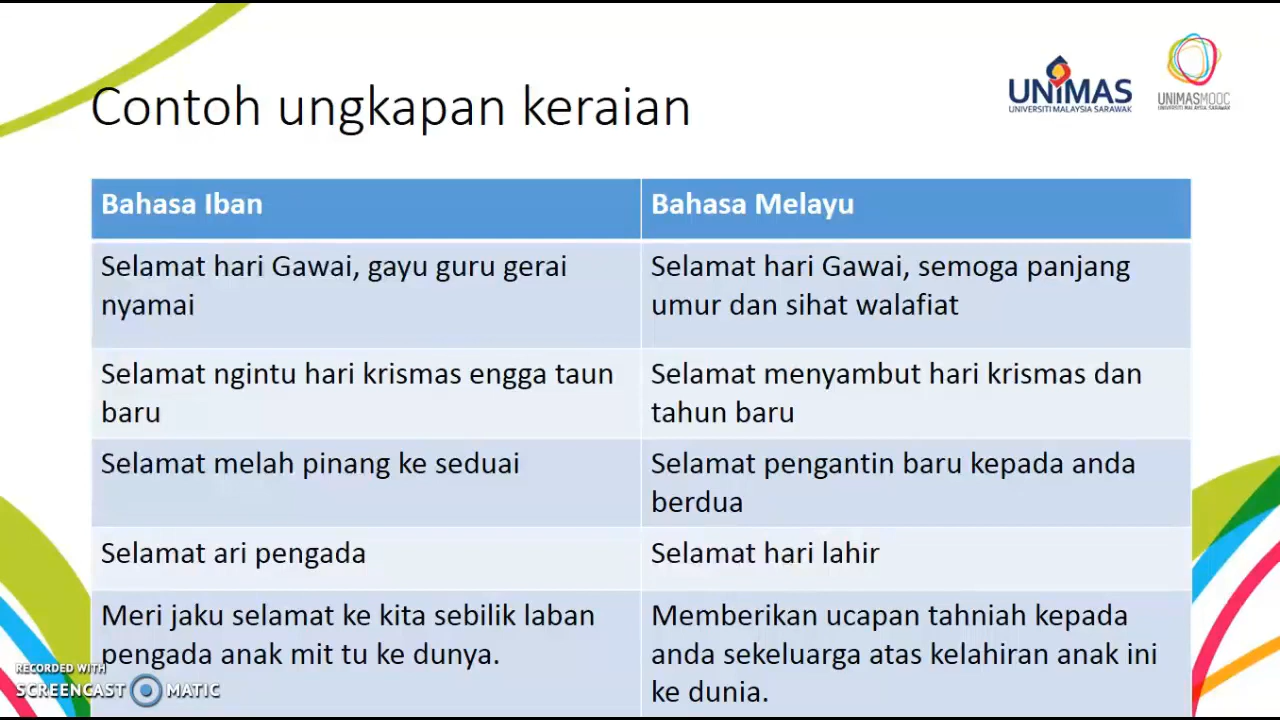 Contoh ungkapan keraian
UNIMAS
UNIVERSITI MALAYSIA SARAWAK
UNIMASMOOC
UNIVERSITI MALAYSIA SARAWAK
Bahasa Iban
Bahasa Melayu
Selamat hari Gawai, gayu guru gerai
nyamai
Selamat hari Gawai, semoga panjang
umur dan sihat walafiat
Selamat ngintu hari krismas engga taun
baru
Selamat menyambut hari krismas dan
tahun baru
Selamat melah pinang ke seduai
Selamat pengantin baru kepada anda
berdua
Selamat ari pengada
Selamat hari lahir
Meri jaku selamat ke kita sebilik laban
pengada anak mit tu ke dunya.
Memberikan ucapan tahniah kepada
anda sekeluarga atas kelahiran anak ini
ke dunia.
RECORDED WITH
SCREENCAST MATIC